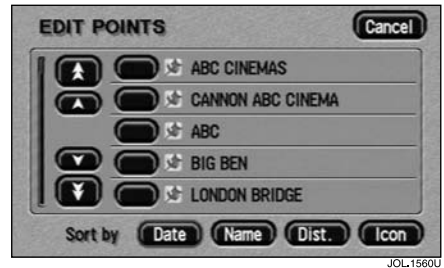 EDIT POINTS Cancel
ABC CINEMAS
CANNON ABC CINEMA
ABC
BIG BEN
LONDON BRIDGE
Sort by Date Name Dist. Icon
JOL.1560U